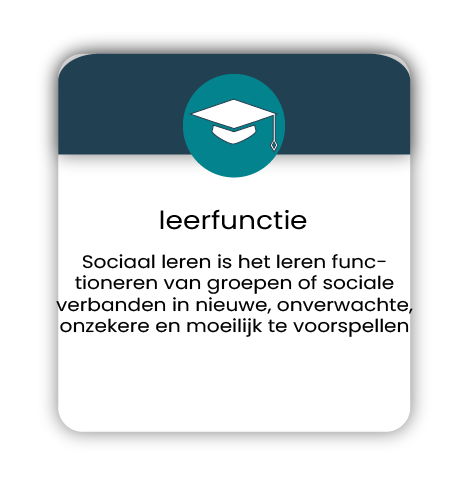 leerfunctie
Sociaal leren is het leren func-
tioneren van groepen of sociale
verbanden in nieuwe, onverwachte,
onzekere en moeilijk te voorspellen